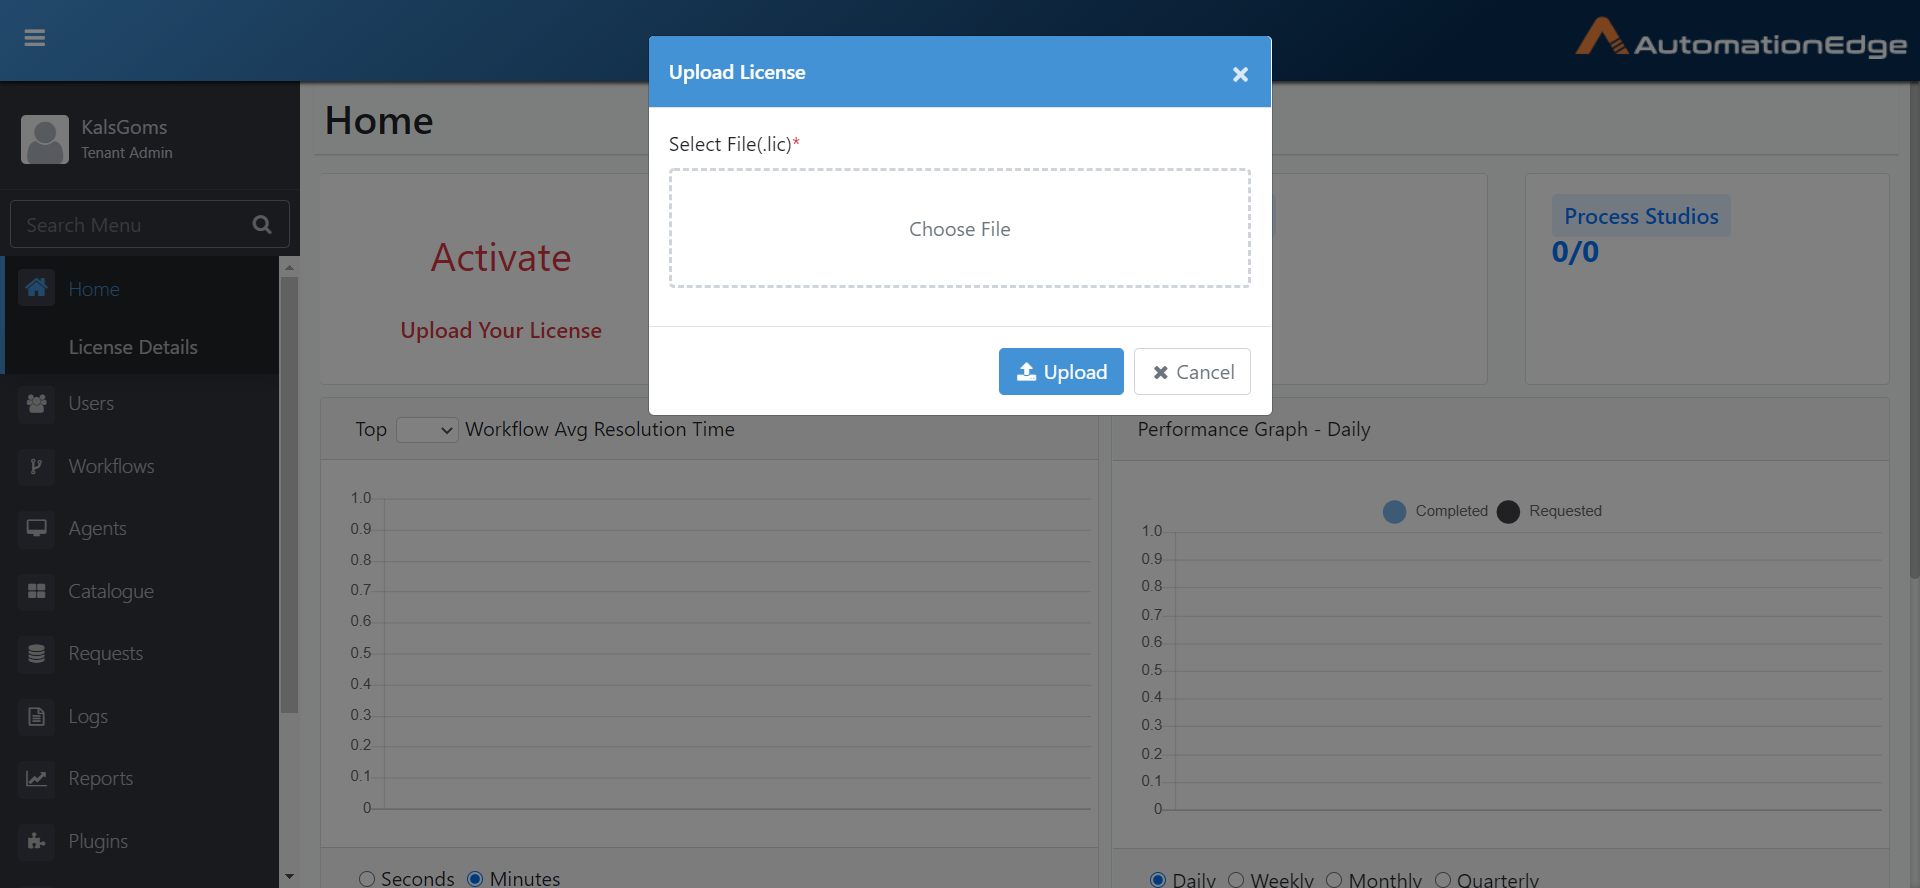 AutomationEdge
KalsGoms
Tenant Admin
Search Menu
Home
License Details
Users
Workflows
Agents
Catalogue
Requests
Logs
Reports
Plugins
Home
Activate
Upload Your License
Upload License
Select File(.lic)*
Choose File
Upload
Cancel
Process Studios
0/0
Top Workflow Avg Resolution Time
1.0
0.9
0.8
0.7
0.6
0.5
0.4
0.3
0.2
0.1
0
Seconds Minutes
Performance Graph - Daily
Completed Requested
1.0
0.9
0.8
0.7
0.6
0.5
0.4
0.3
0.2
0.1
0
Daily Weekly Monthly Quarterly